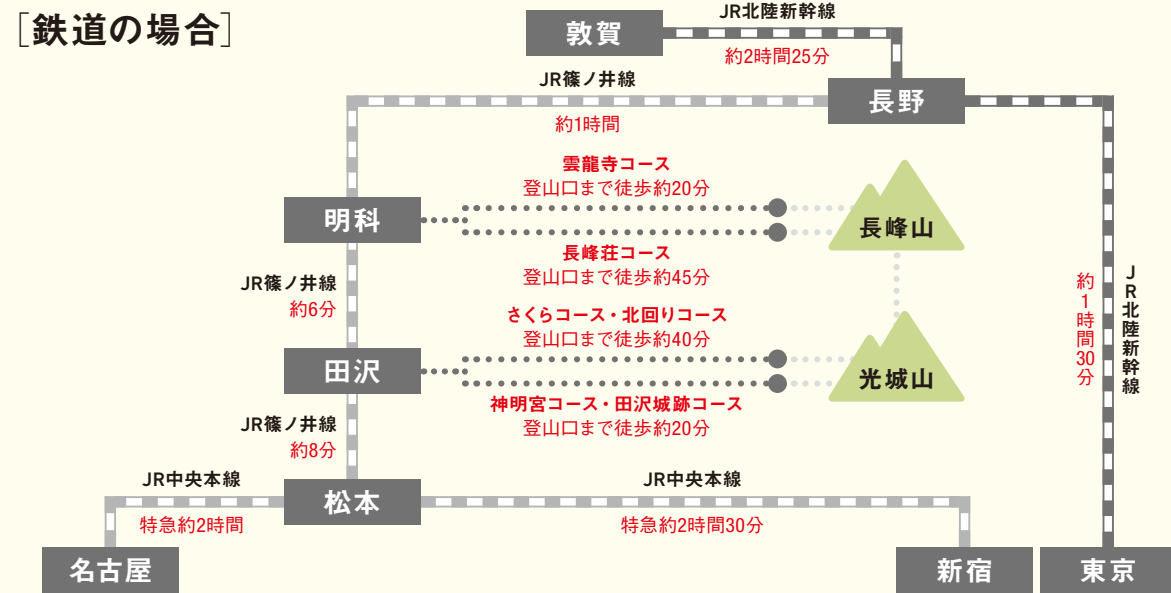 ［鉄道の場合］
JR北陸新幹線
敦賀
約2時間25分
JR篠ノ井線
長野
約1時間
雲龍寺コース
登山口まで徒歩約20分
明科
長峰山
長峰荘コース
登山口まで徒歩約45分
JR篠ノ井線
約6分
さくらコース・北回りコース
登山口まで徒歩約40分
JR北陸新幹線
約1時間30分
田沢
光城山
神明宮コース・田沢城跡コース
登山口まで徒歩約20分
JR篠ノ井線
約8分
JR中央本線
松本
JR中央本線
特急約2時間
特急約2時間30分
名古屋
新宿
東京